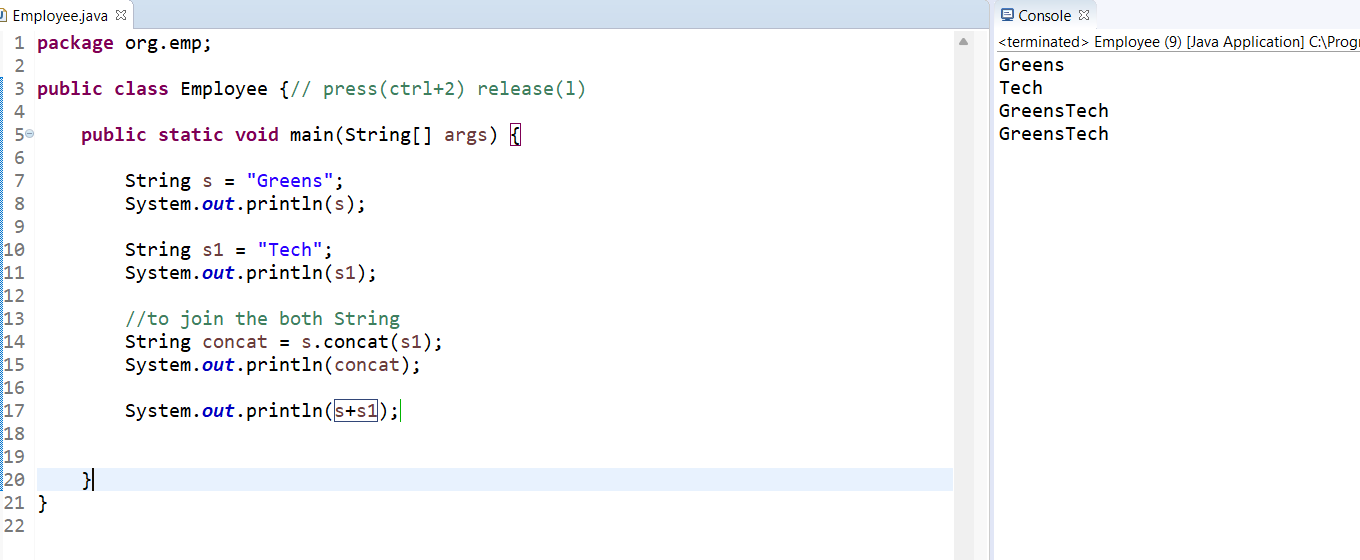 Employee.java
1 package org.emp;
2
3 public class Employee {// press(ctrl+2) release(l)
4
5 public static void main(String[] args) {
6
7 String s = "Greens";
8 System.out.println(s);
9
10 String s1 = "Tech";
11 System.out.println(s1);
12
13 //to join the both String
14 String concat = s.concat(s1);
15 System.out.println(concat);
16
17 System.out.println(s+s1);
18
19
20 }
21 }
22
Console
<terminated> Employee (9) [Java Application] C:\Progr
Greens
Tech
GreensTech
GreensTech